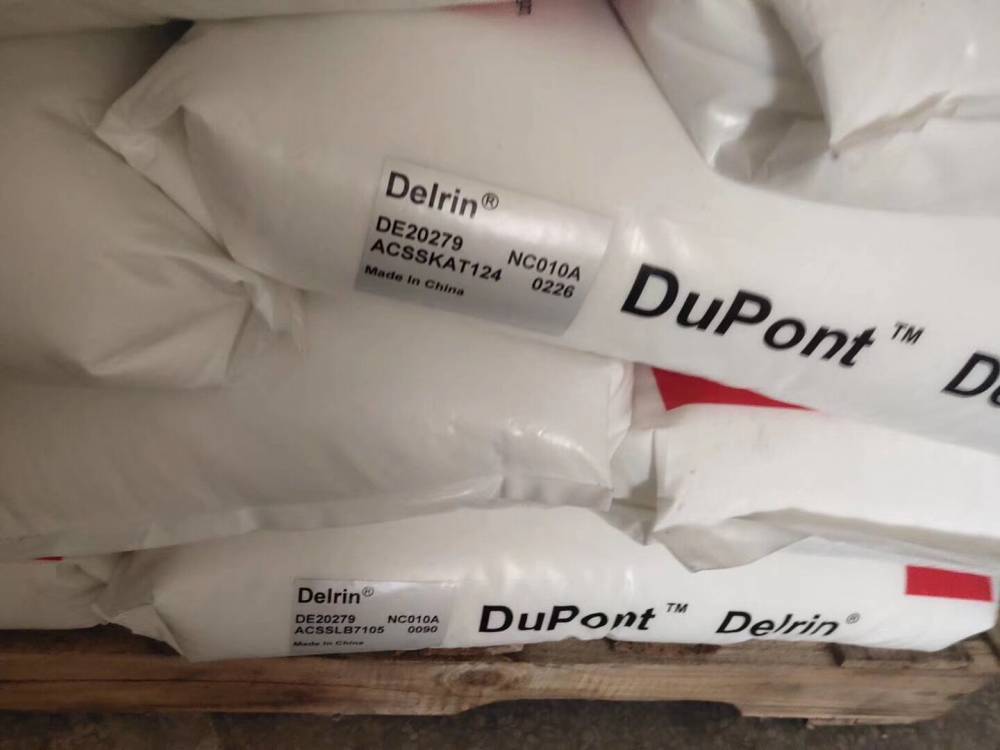 Delrin®
DE20279 NC010A
ACSSKAT124 0226
Made In China
DuPont™
Delrin®
DE20279 NC010A
ACSSLB7105 0090
Made In China
DuPont™ Delrin®